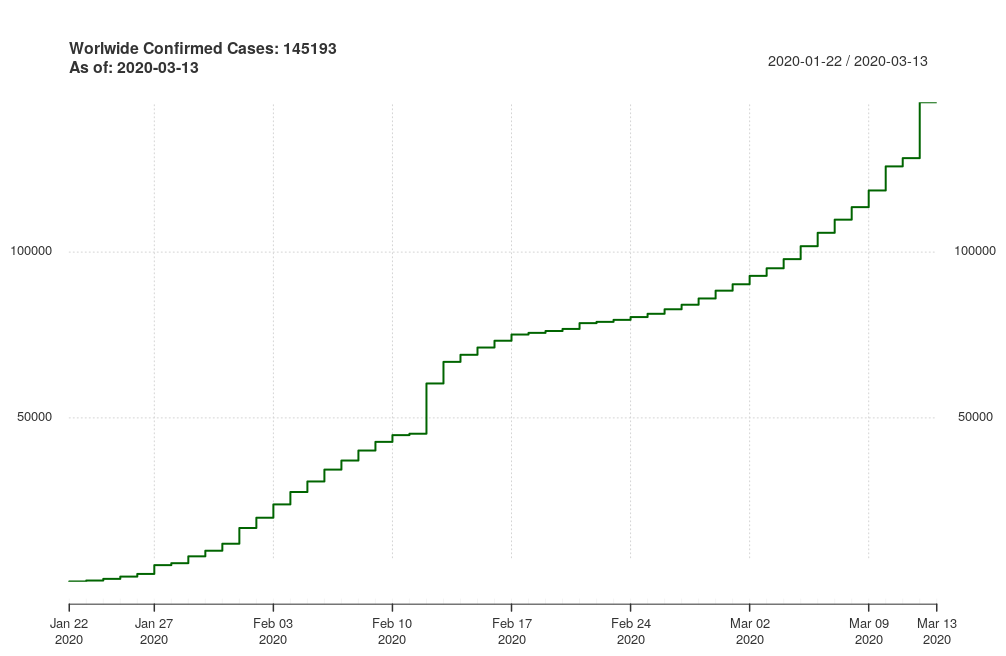 Worlwide Confirmed Cases: 145193
As of: 2020-03-13
2020-01-22 / 2020-03-13
100000 100000
50000 50000
Jan 22 Jan 27 Feb 03 Feb 10 Feb 17 Feb 24 Mar 02 Mar 09 Mar 13
2020 2020 2020 2020 2020 2020 2020 2020 2020